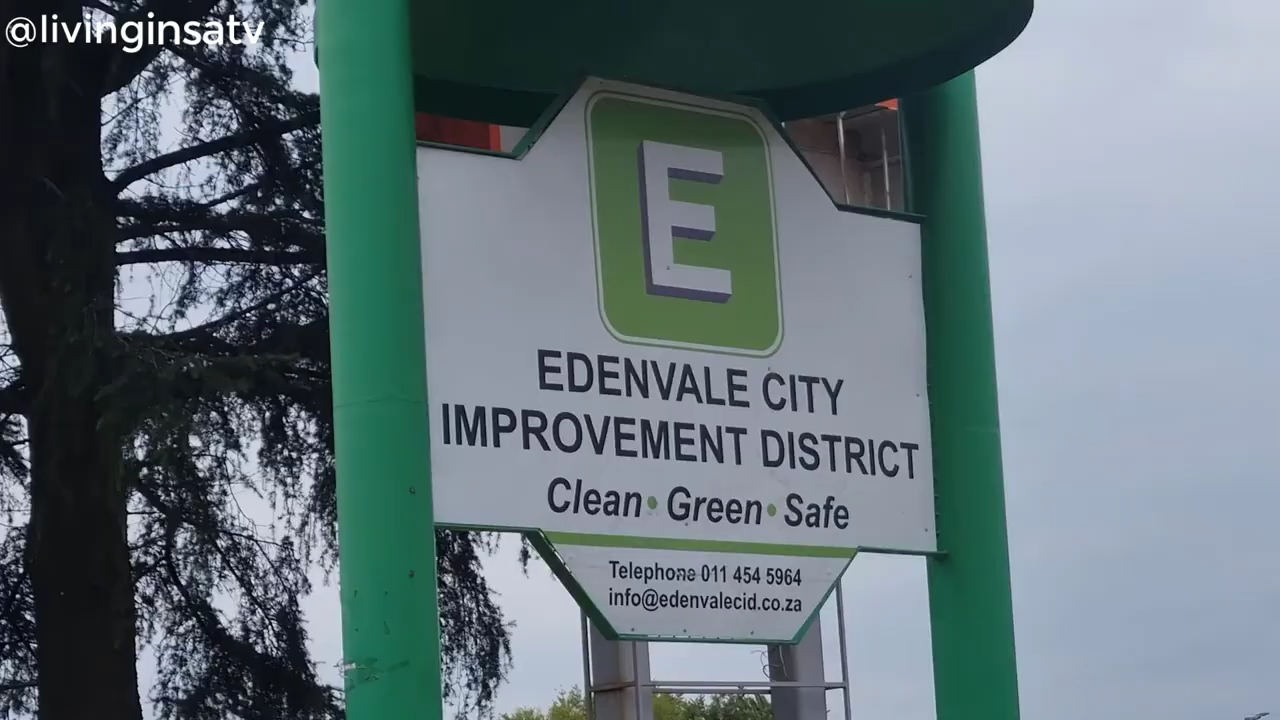 @livinginsatv
E
EDENVALE CITY
IMPROVEMENT DISTRICT
Clean • Green • Safe
Telephone 011 454 5964
info@edenvalecid.co.za